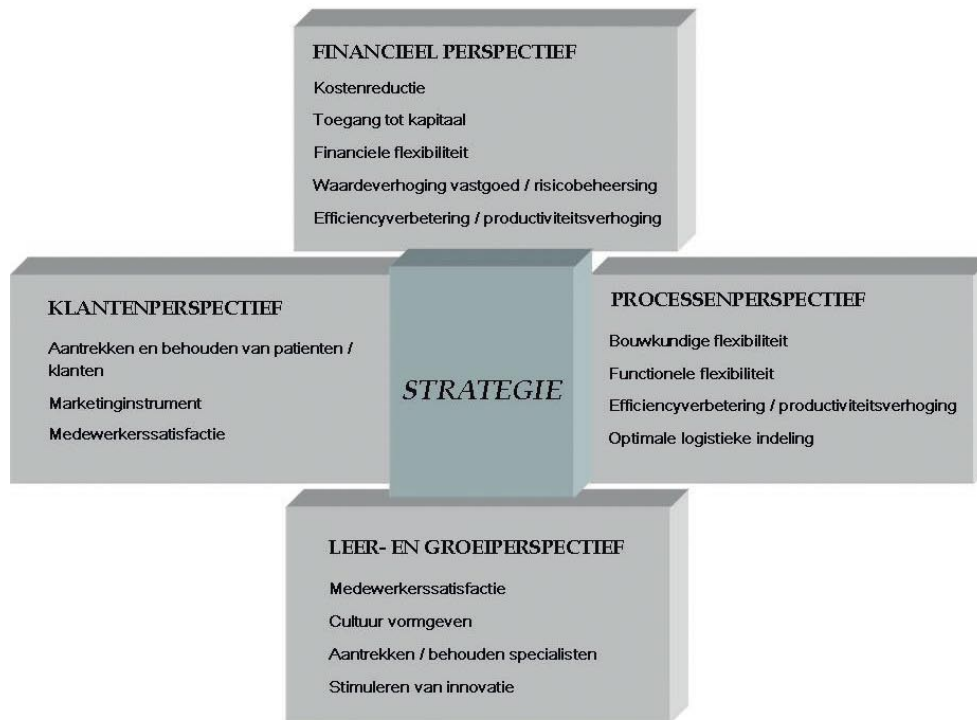 FINANCIEEL PERSPECTIEF
Kostenreductie
Toegang tot kapitaal
Financiele flexibiliteit
Waardeverhoging vastgoed / risicobeheersing
Efficiencyverbetering / productiviteitsverhoging
KLANTENPERSPECTIEF
Aantrekken en behouden van patienten /
klanten
Marketinginstrument
Medewerkerssatisfactie
STRATEGIE
PROCESSENPERSPECTIEF
Bouwkundige flexibiliteit
Functionele flexibiliteit
Efficiencyverbetering / productiviteitsverhoging
Optimale logistieke indeling
LEER- EN GROEIPERSPECTIEF
Medewerkerssatisfactie
Cultuur vormgeven
Aantrekken / behouden specialisten
Stimuleren van innovatie